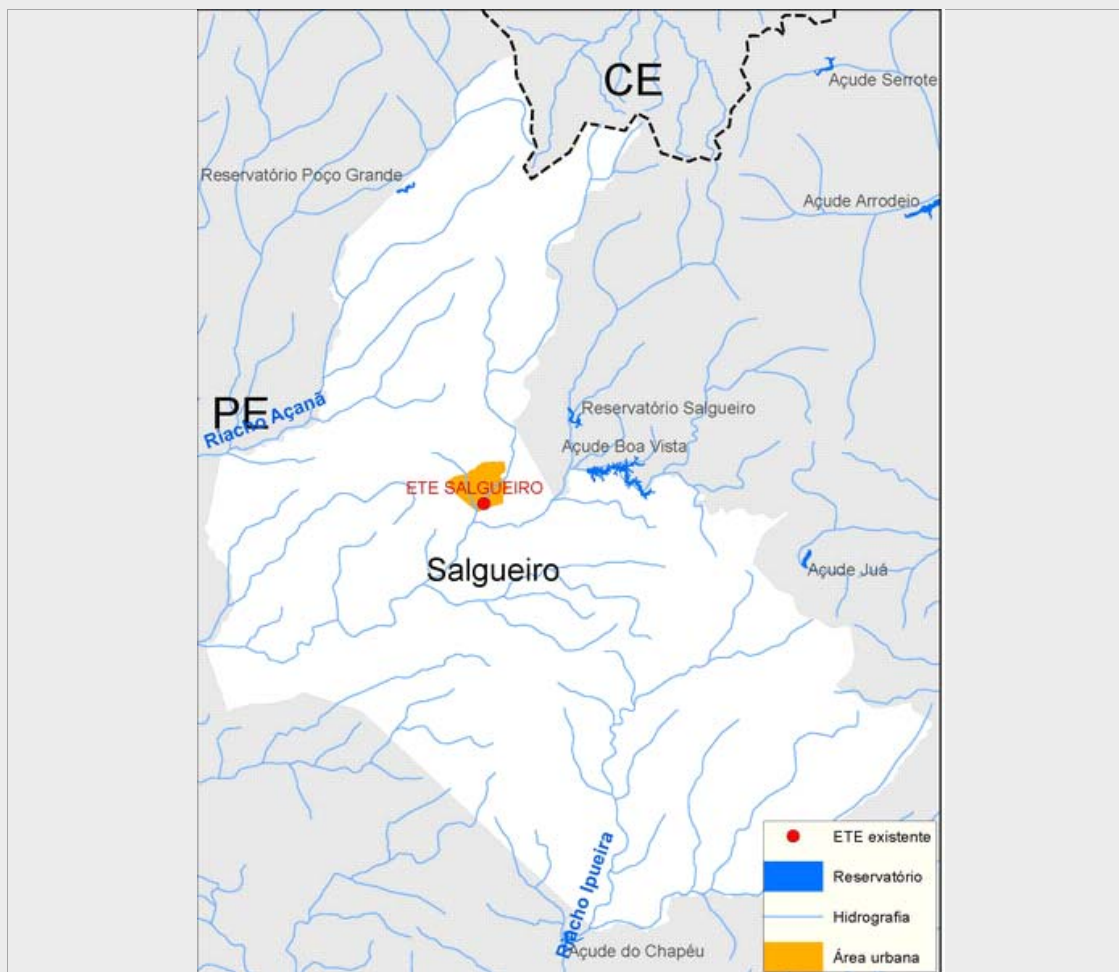 CE
Açude Serrote
Reservatório Poço Grande
Açude Arrodeio
PE
Riacho Açanã
Reservatório Salgueiro
Açude Boa Vista
ETE SALGUEIRO
Salgueiro
Açude Juá
Riacho Ipueira
Açude do Chapéu
ETE existente
Reservatório
Hidrografia
Área urbana